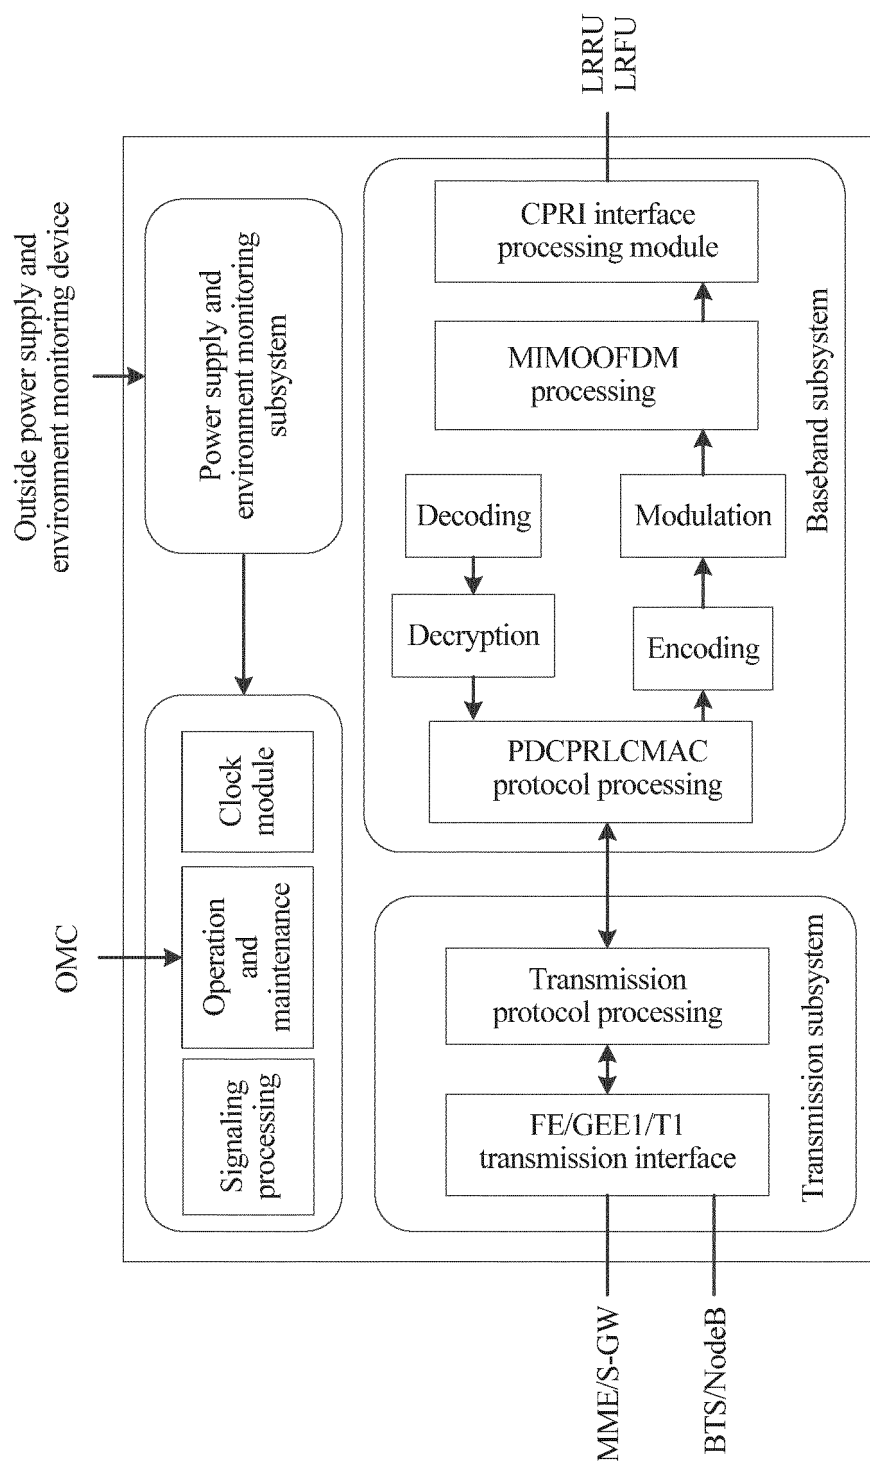 Outside power supply and
environment monitoring device
OMC
Power supply and
environment monitoring
subsystem
Clock
module
Operation
and
maintenance
Signaling
processing
LRRU
LRFU
CPRI interface
processing module
MIMOOFDM
processing
Decoding
Modulation
Decryption
Encoding
PDCPRLCMAC
protocol processing
Baseband subsystem
Transmission
protocol processing
FE/GEE1/T1
transmission interface
Transmission subsystem
MME/S-GW
BTS/NodeB